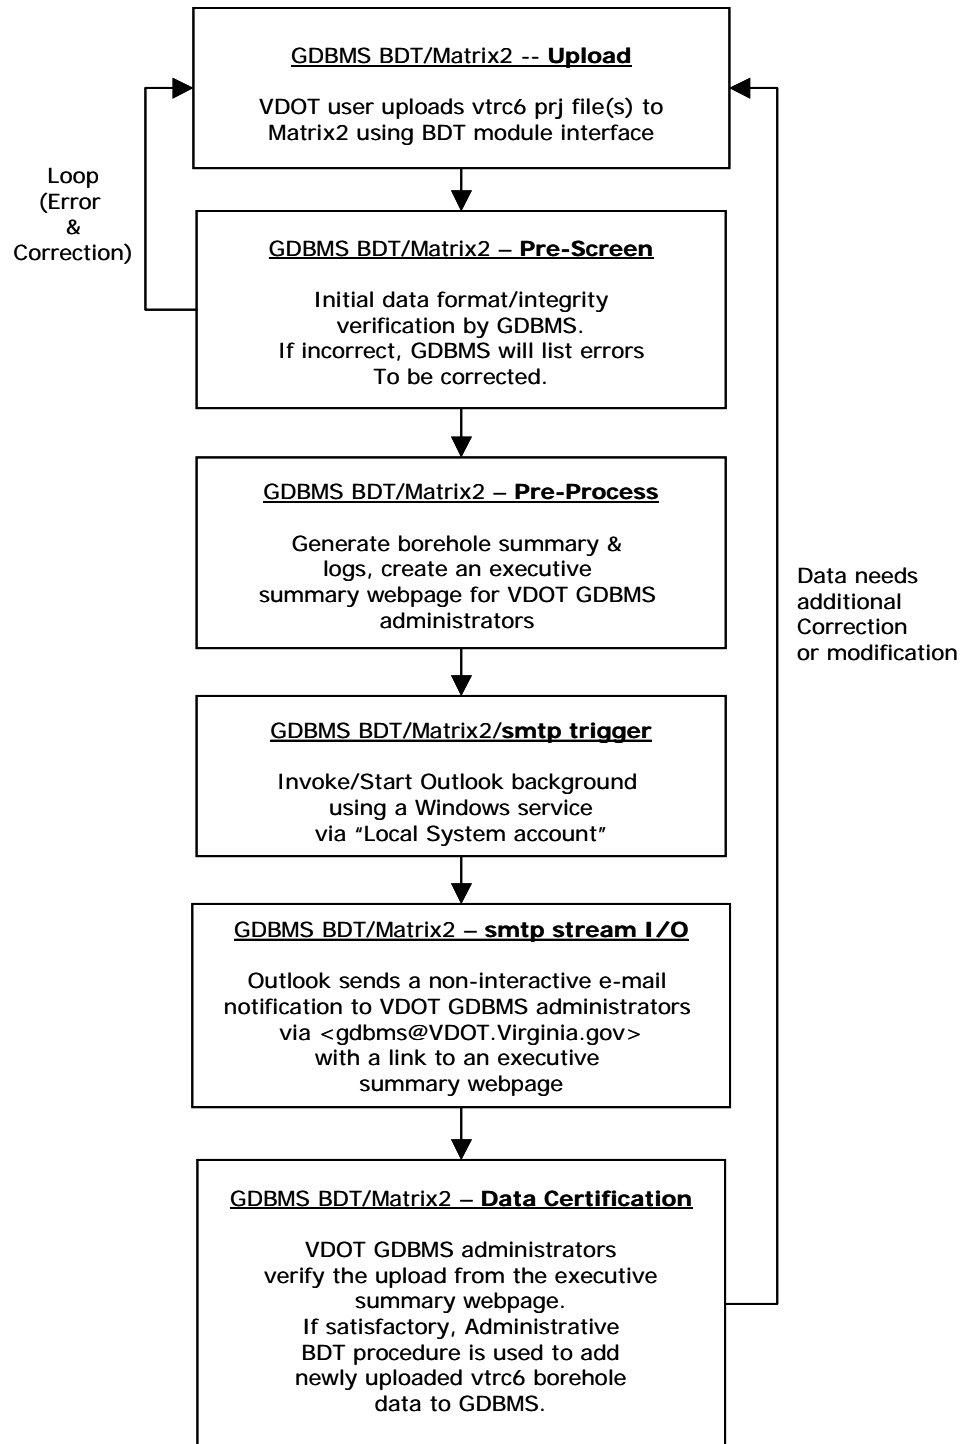 GDBMS BDT/Matrix2 -- Upload
VDOT user uploads vtrc6 prj file(s) to
Matrix2 using BDT module interface
Loop
(Error
&
Correction)
GDBMS BDT/Matrix2 – Pre-Screen
Initial data format/integrity
verification by GDBMS.
If incorrect, GDBMS will list errors
To be corrected.
GDBMS BDT/Matrix2 – Pre-Process
Generate borehole summary &
logs, create an executive
summary webpage for VDOT GDBMS
administrators
Data needs
additional
Correction
or modification
GDBMS BDT/Matrix2/smtp trigger
Invoke/Start Outlook background
using a Windows service
via “Local System account”
GDBMS BDT/Matrix2 – smtp stream I/O
Outlook sends a non-interactive e-mail
notification to VDOT GDBMS administrators
via <gdbms@VDOT.Virginia.gov>
with a link to an executive
summary webpage
GDBMS BDT/Matrix2 – Data Certification
VDOT GDBMS administrators
verify the upload from the executive
summary webpage.
If satisfactory, Administrative
BDT procedure is used to add
newly uploaded vtrc6 borehole
data to GDBMS.